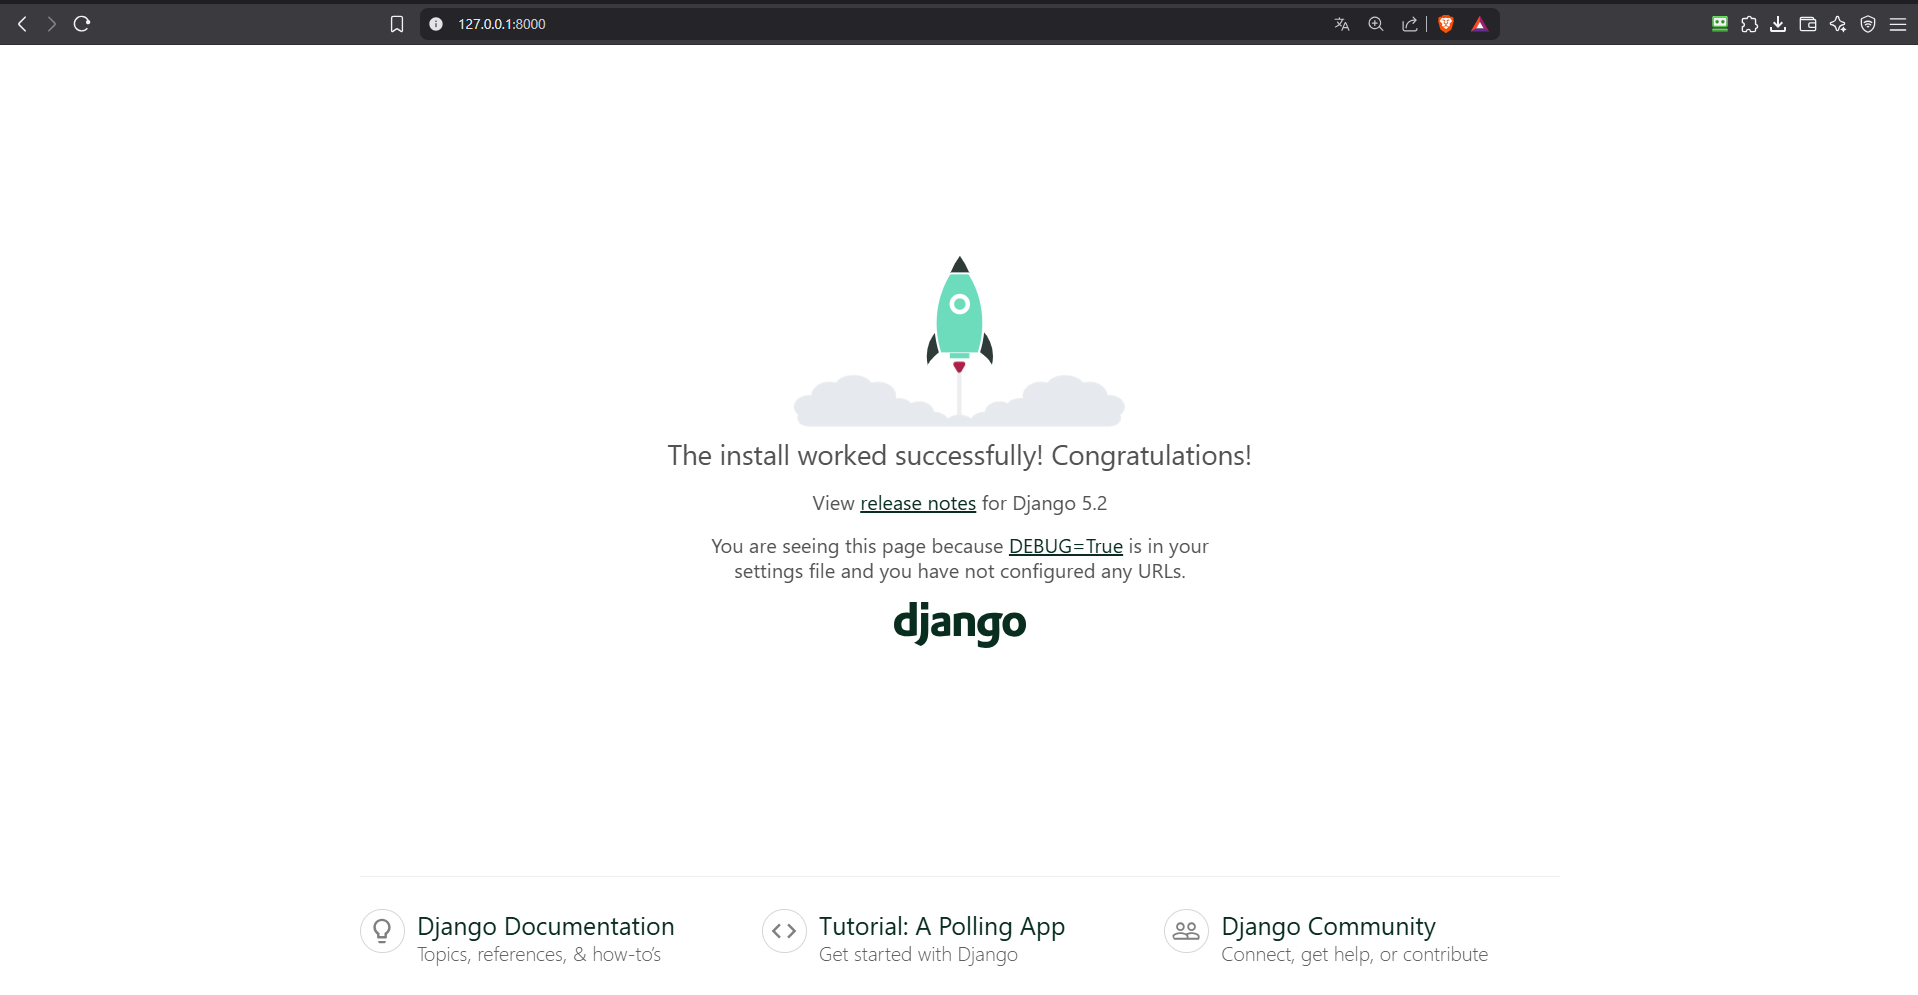 127.0.0.1:8000
The install worked successfully! Congratulations!
View release notes for Django 5.2
You are seeing this page because DEBUG=True is in your
settings file and you have not configured any URLs.
django
Django Documentation
Topics, references, & how-to’s
Tutorial: A Polling App
Get started with Django
Django Community
Connect, get help, or contribute